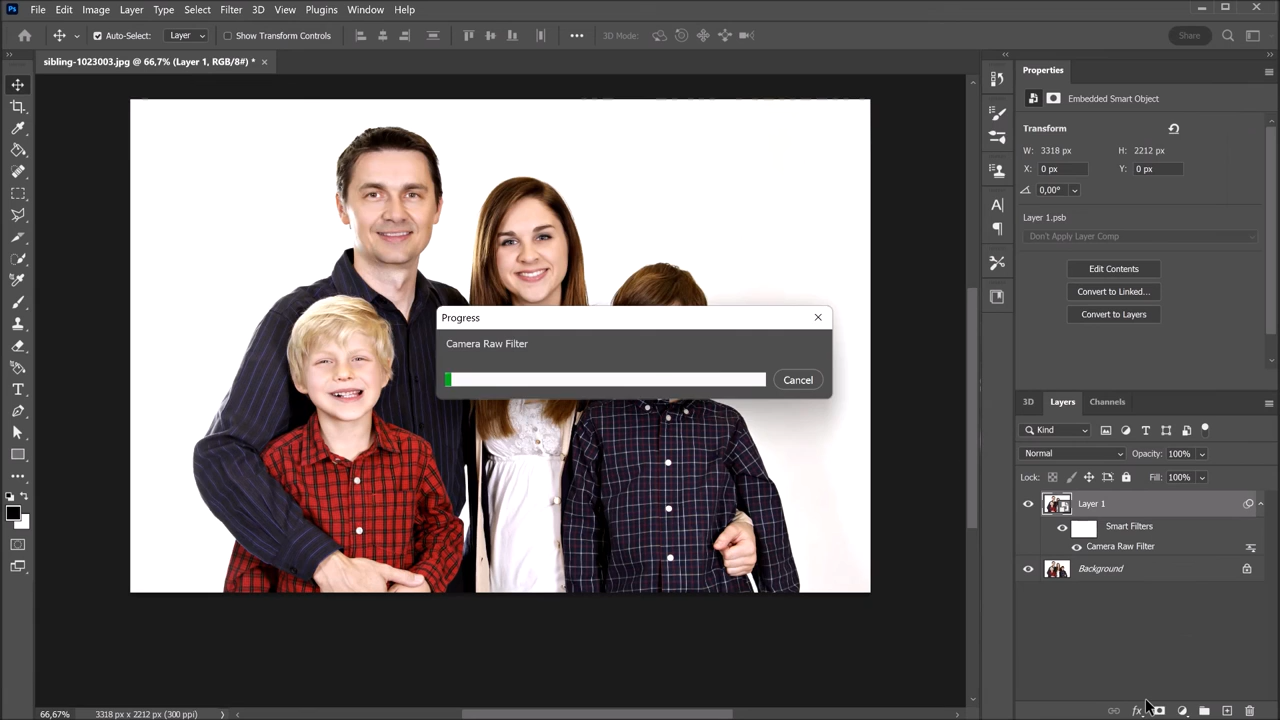 Ps File Edit Image Layer Type Select Filter 3D View Plugins Window Help
Auto-Select: Layer Show Transform Controls 3D Mode: Share
sibling-1023003.jpg @ 66,7% (Layer 1, RGB/8#) *
Properties
Embedded Smart Object
Transform
W: 3318 px H: 2212 px
X: 0 px Y: 0 px
0,00°
Layer 1.psb
Don't Apply Layer Comp
Edit Contents
Convert to Linked...
Convert to Layers
Progress
Camera Raw Filter
Cancel
3D Layers Channels
Kind
Normal Opacity: 100%
Lock: Fill: 100%
Layer 1
Smart Filters
Camera Raw Filter
Background
fx
66,67% 3318 px x 2212 px (300 ppi)